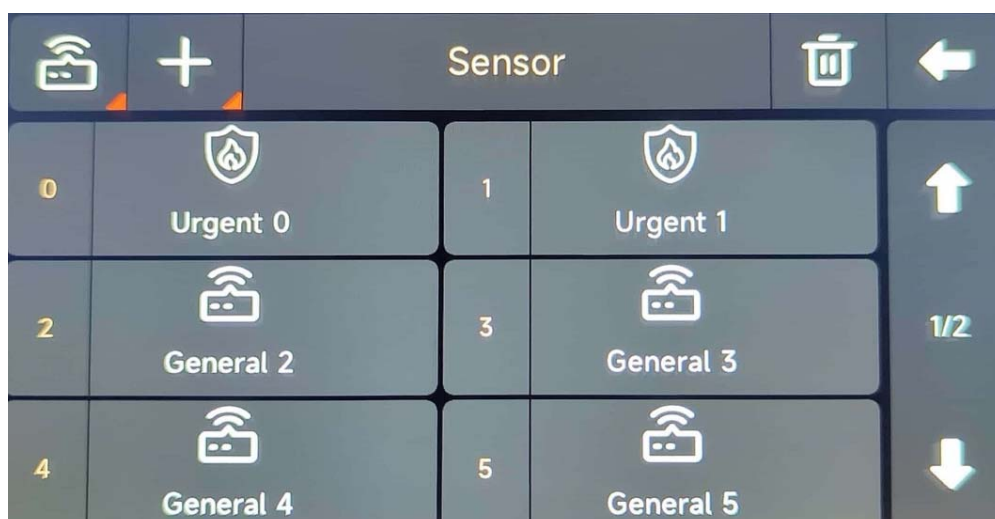 Sensor
0
Urgent 0
1
Urgent 1
2
General 2
3
General 3
1/2
4
General 4
5
General 5